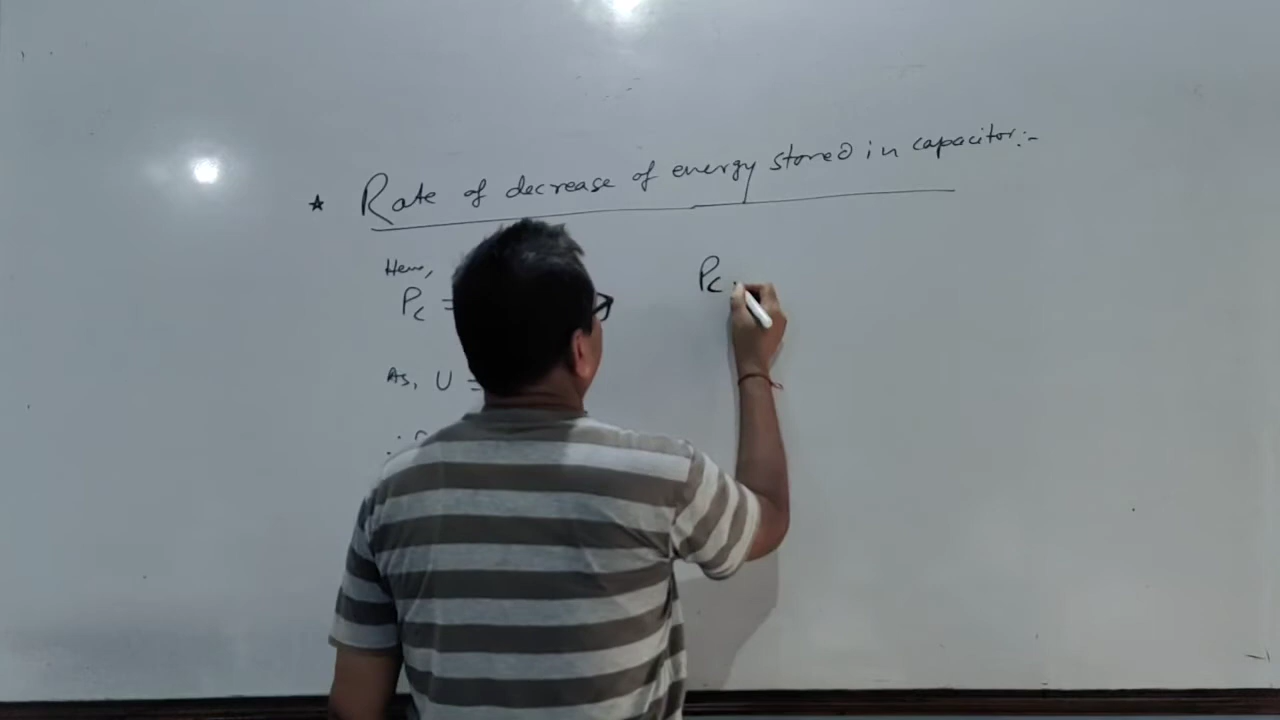 ★ Rate of decrease of energy stored in capacitor:-
Here,
Pc =
As, U =
Pc